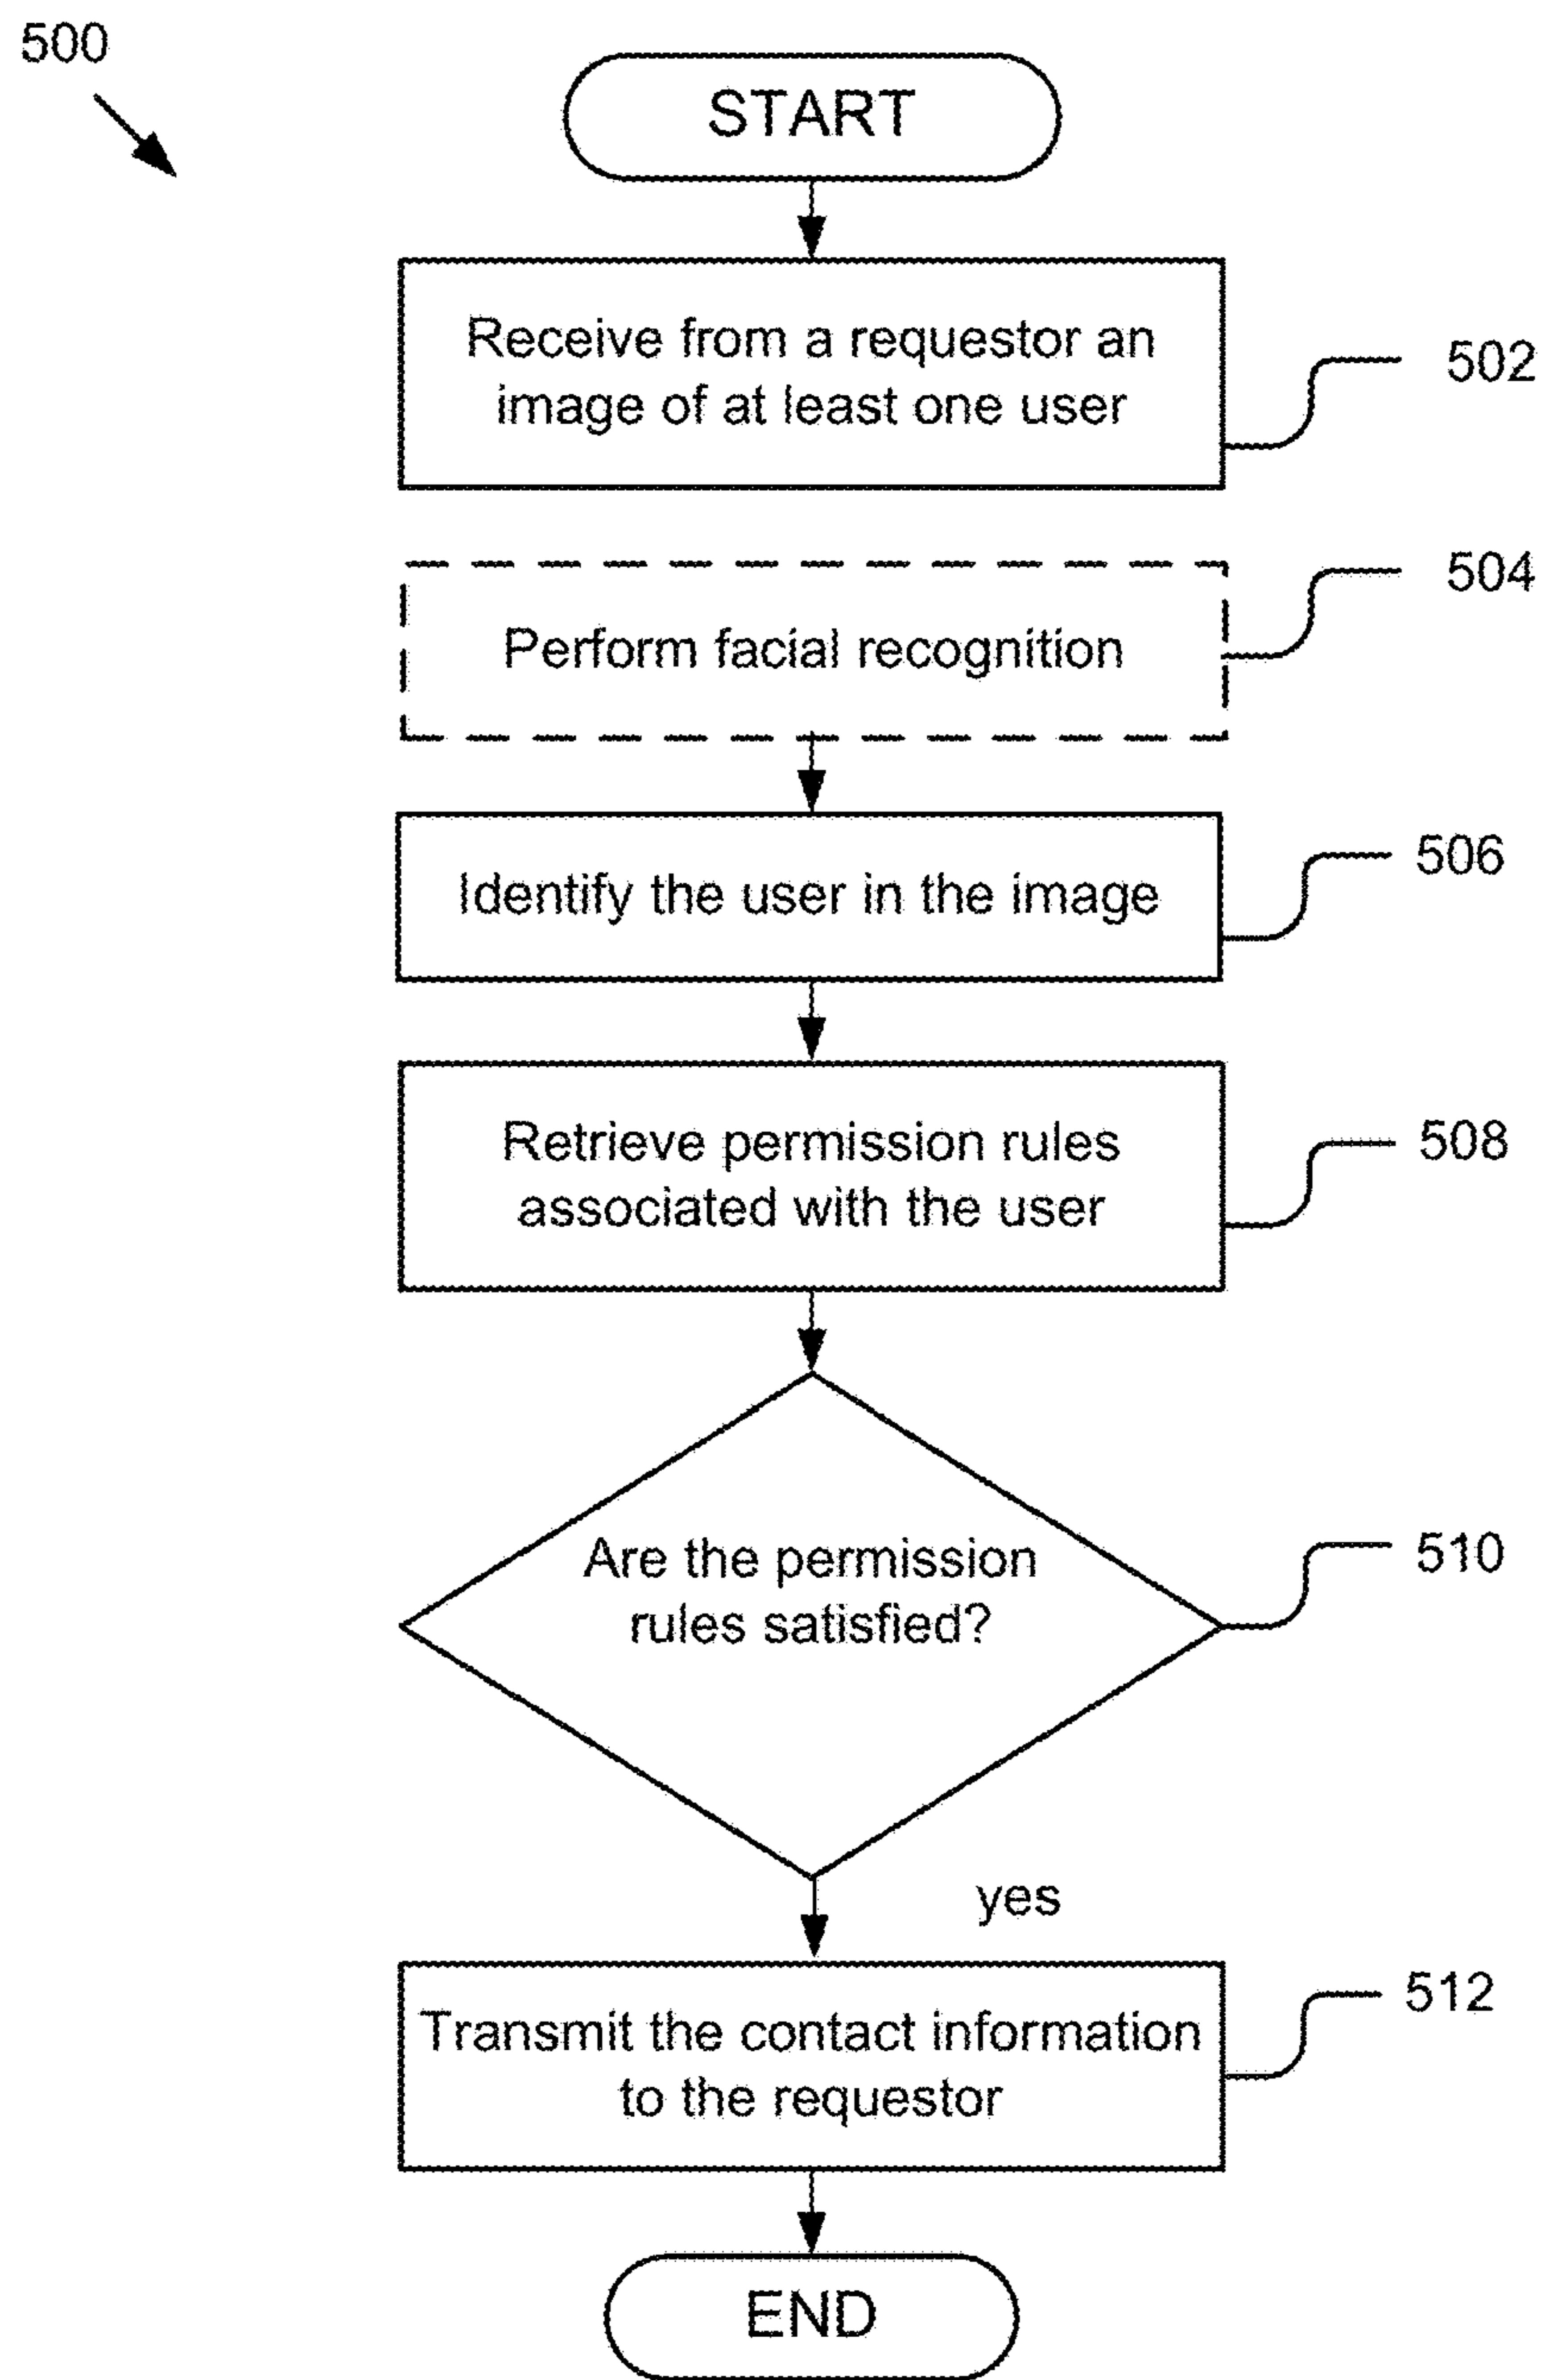 500
START
Receive from a requestor an
image of at least one user
502
504
Perform facial recognition
506
Identify the user in the image
508
Retrieve permission rules
associated with the user
510
Are the permission
rules satisfied?
yes
512
Transmit the contact information
to the requestor
END